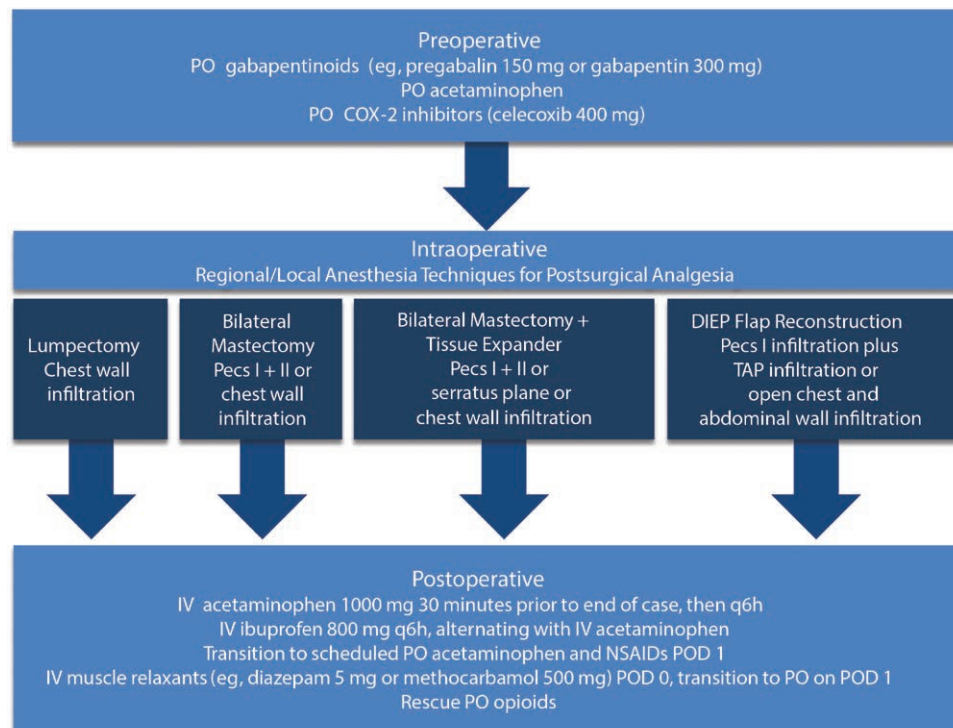 Preoperative
PO gabapentinoids (eg, pregabalin 150 mg or gabapentin 300 mg)
PO acetaminophen
PO COX-2 inhibitors (celecoxib 400 mg)
Intraoperative
Regional/Local Anesthesia Techniques for Postsurgical Analgesia
Lumpectomy
Chest wall
infiltration
Bilateral
Mastectomy
Pecs I + II or
chest wall
infiltration
Bilateral Mastectomy +
Tissue Expander
Pecs I + II or
serratus plane or
chest wall infiltration
DIEP Flap Reconstruction
Pecs I infiltration plus
TAP infiltration or
open chest and
abdominal wall infiltration
Postoperative
IV acetaminophen 1000 mg 30 minutes prior to end of case, then q6h
IV ibuprofen 800 mg q6h, alternating with IV acetaminophen
Transition to scheduled PO acetaminophen and NSAIDs POD 1
IV muscle relaxants (eg, diazepam 5 mg or methocarbamol 500 mg) POD 0, transition to PO on POD 1
Rescue PO opioids